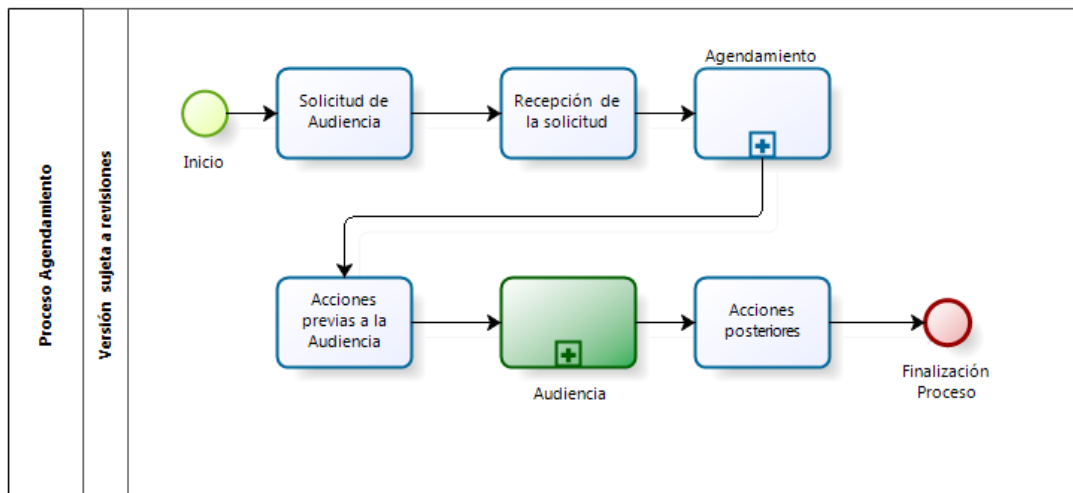 Proceso Agendamiento
Versión sujeta a revisiones
Inicio
Solicitud de
Audiencia
Recepción de
la solicitud
Agendamiento
Acciones
previas a la
Audiencia
Audiencia
Acciones
posteriores
Finalización
Proceso